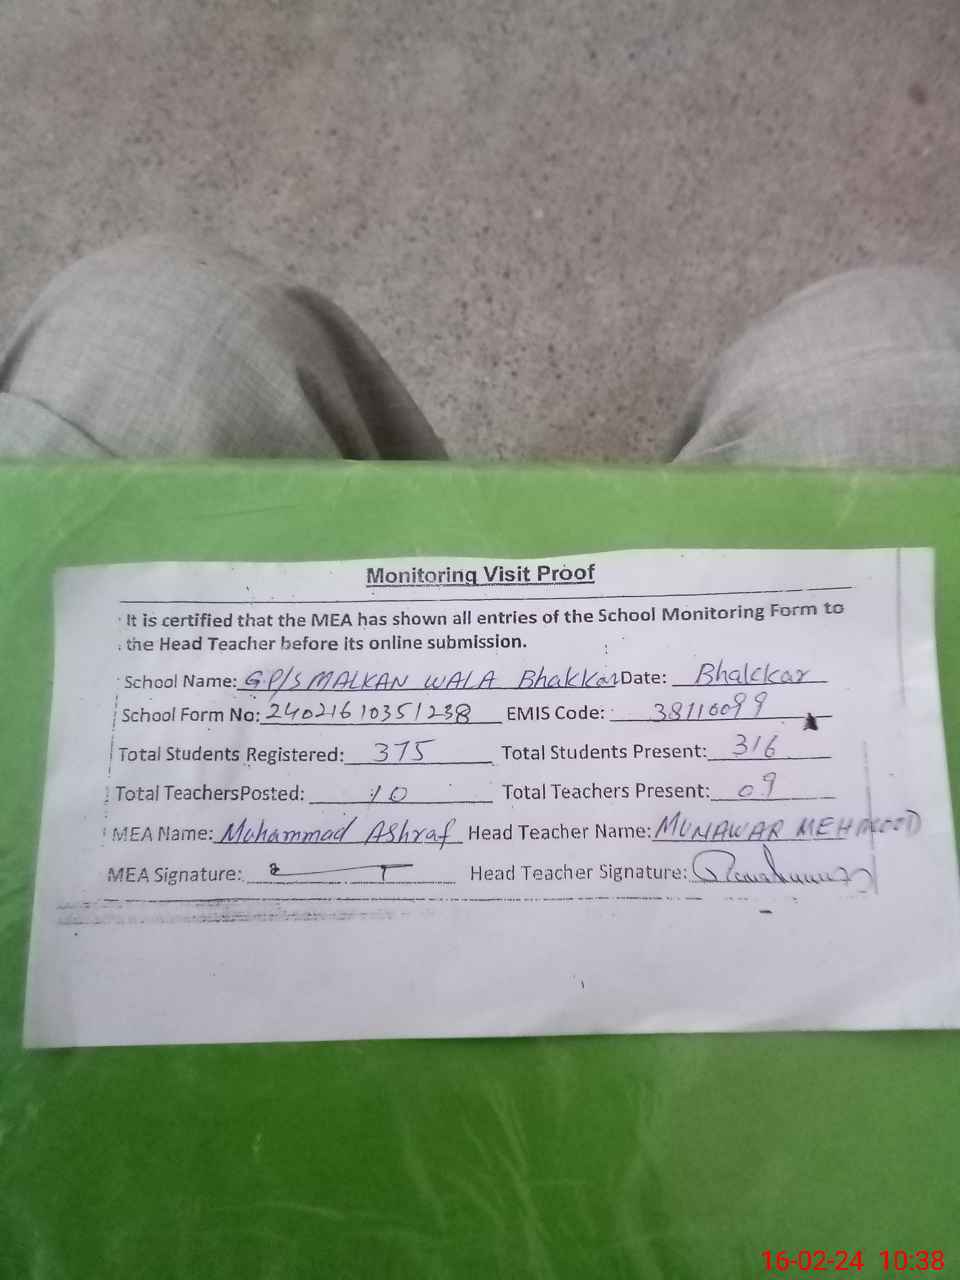 Monitoring Visit Proof
It is certified that the MEA has shown all entries of the School Monitoring Form to
the Head Teacher before its online submission.
School Name: G.P/S MALKAN WALA Bhakkar Date: Bhakkar
School Form No: 24021610351238 EMIS Code: 38110099
Total Students Registered: 375 Total Students Present: 316
Total TeachersPosted: 10 Total Teachers Present: 09
MEA Name: Muhammad AShraf Head Teacher Name: MUNAWAR MEHMOOD
MEA Signature: Head Teacher Signature:
16-02-24 10:38